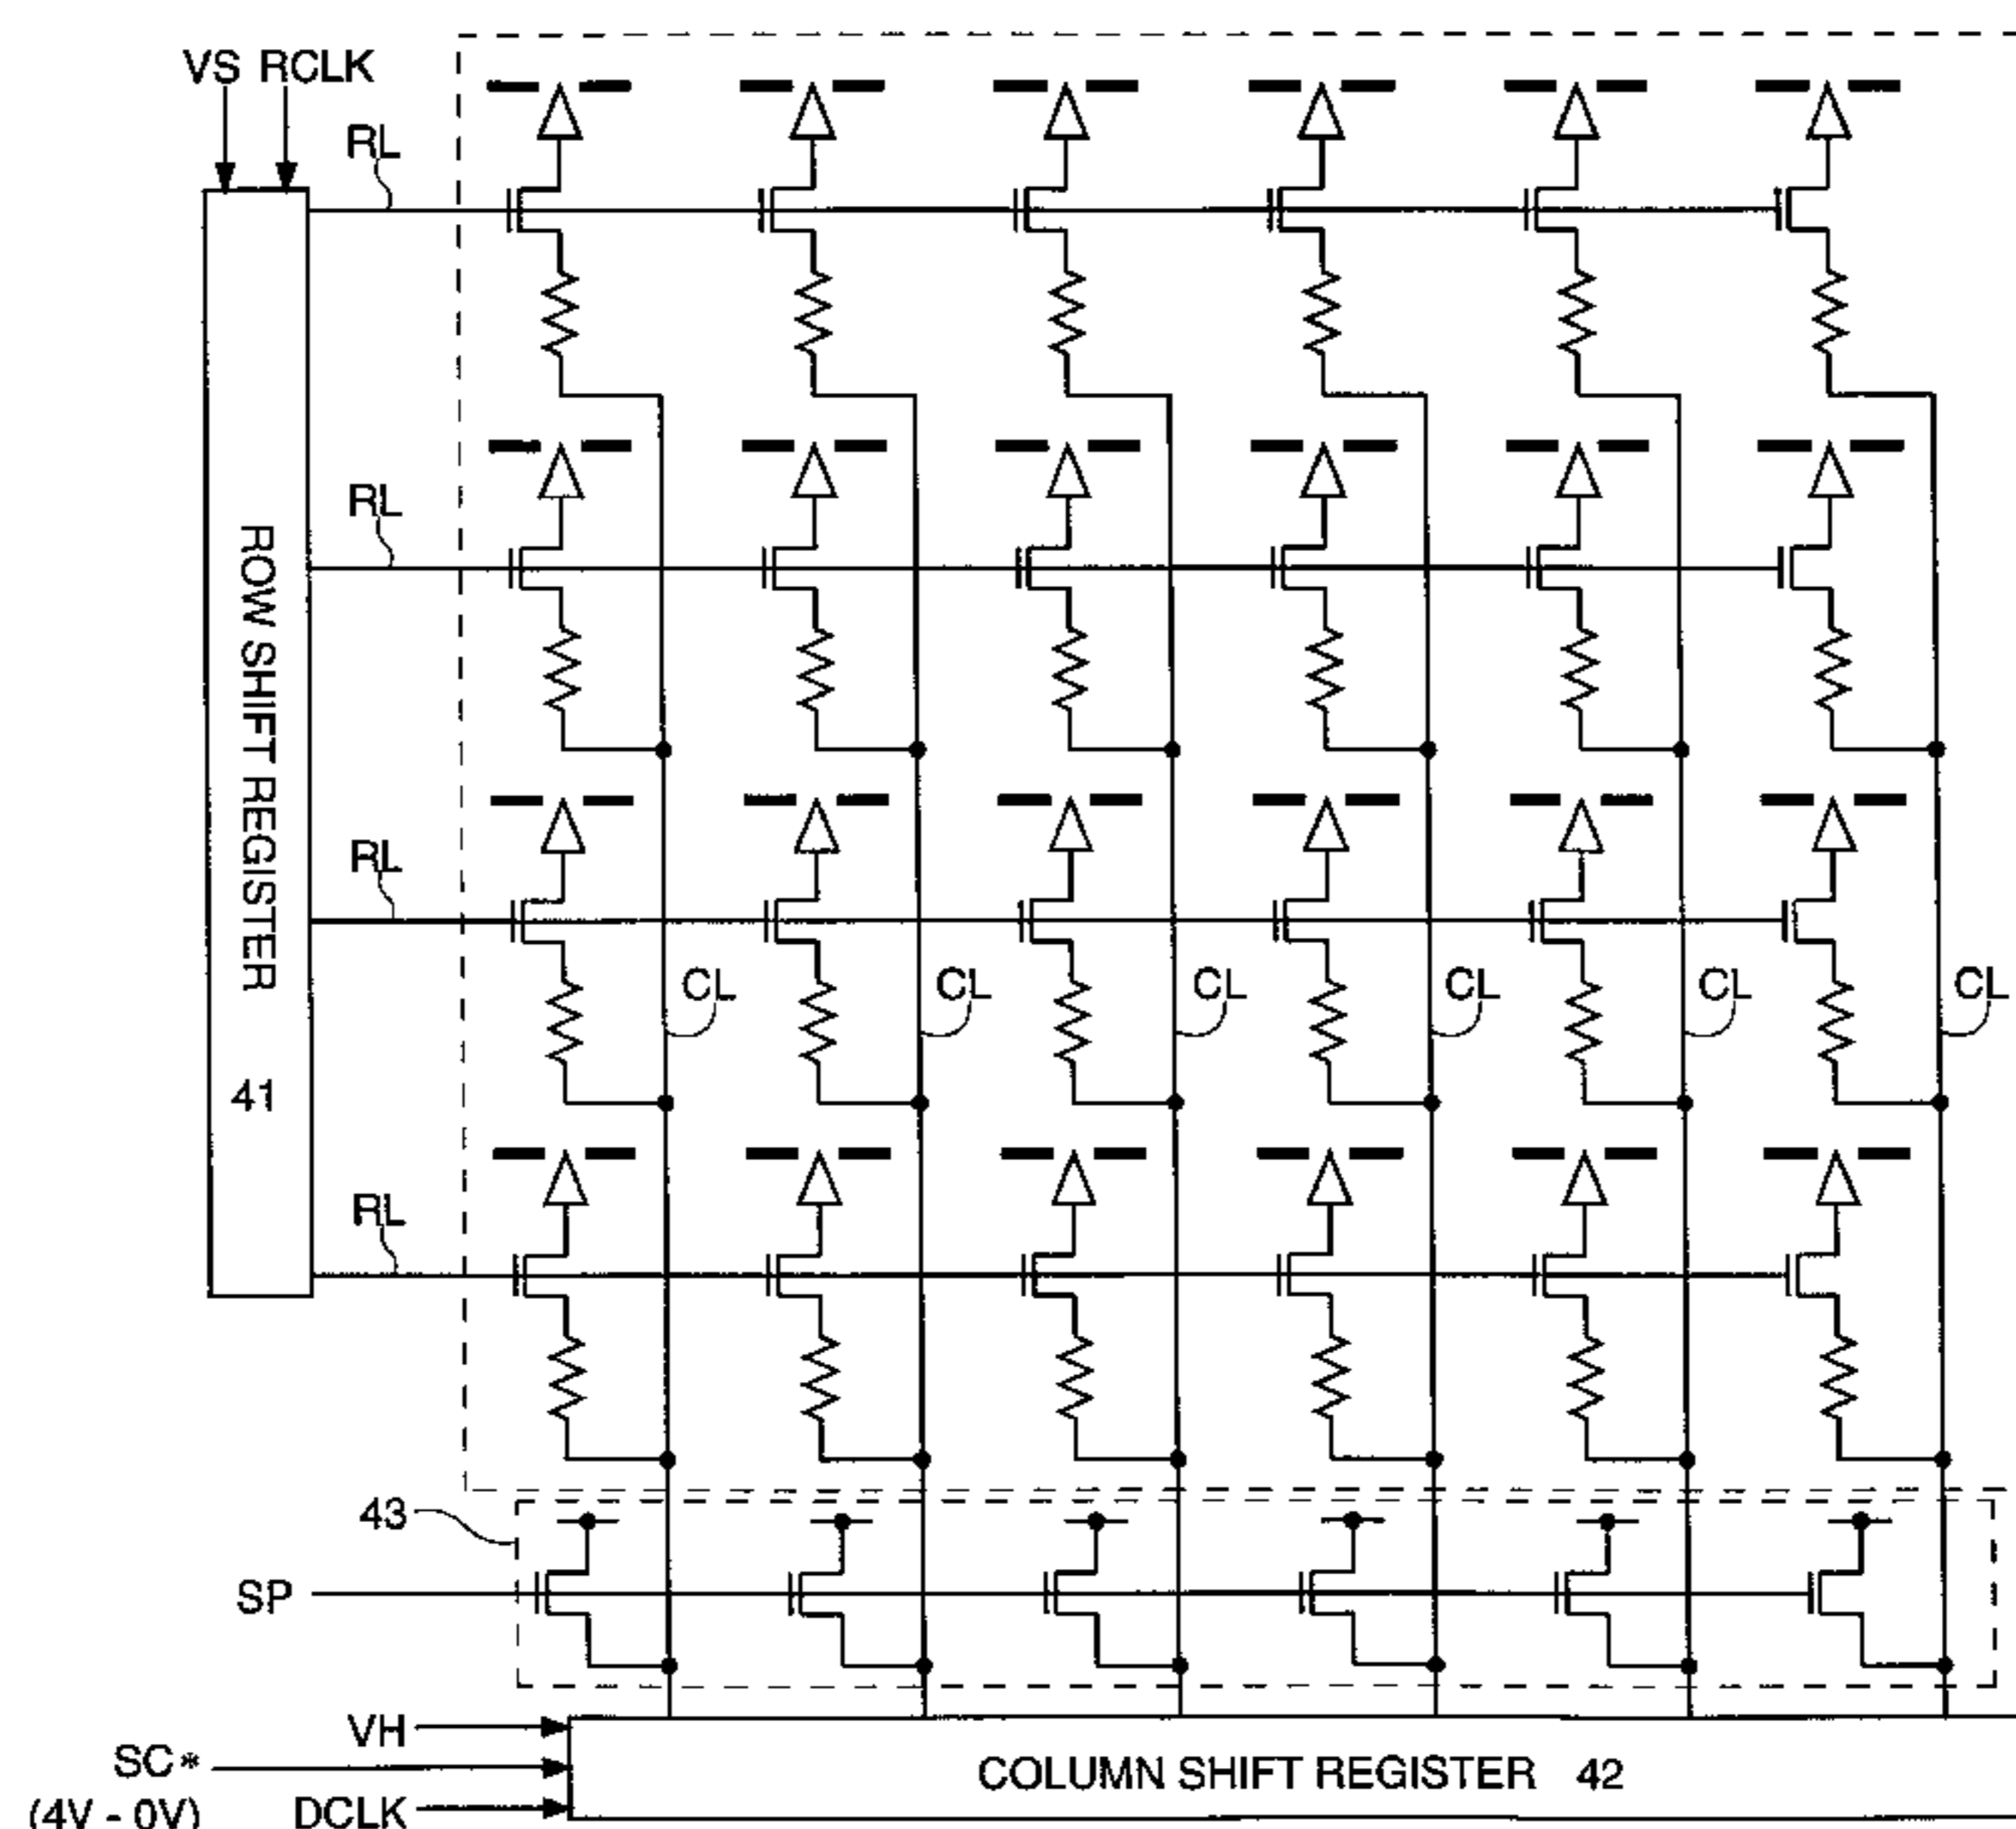 VS RCLK
RL
RL
ROW SHIFT REGISTER
RL
CL CL CL CL CL CL
41
RL
43
SP
VH
SC*
COLUMN SHIFT REGISTER 42
(4V - 0V)
DCLK